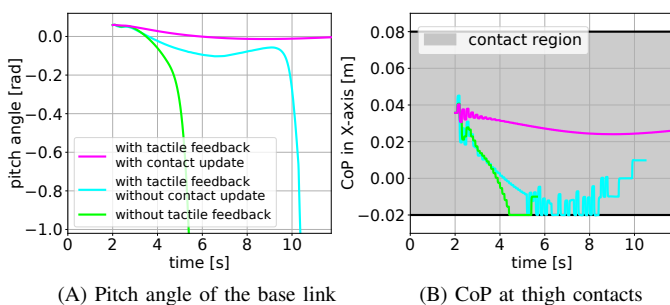 0.0
−0.2
−0.4
−0.6
−0.8
−1.0
pitch angle [rad]
with tactile feedback
with contact update
with tactile feedback
without contact update
without tactile feedback
0 2 4 6 8 10
time [s]
(A) Pitch angle of the base link
0.08
0.06
0.04
0.02
0.00
−0.02
CoP in X-axis [m]
contact region
0 2 4 6 8 10
time [s]
(B) CoP at thigh contacts